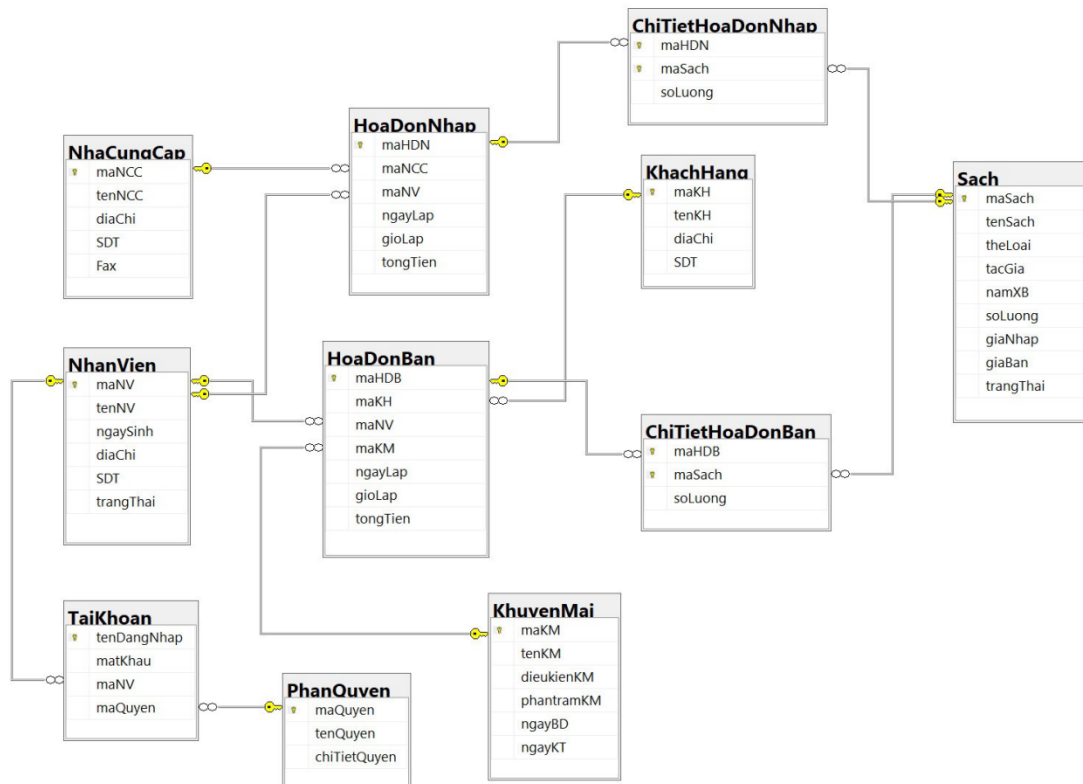 ChiTietHoaDonNhap
maHDN
maSach
soLuong
HoaDonNhap
maHDN
maNCC
maNV
ngayLap
gioLap
tongTien
NhaCungCap
maNCC
tenNCC
diaChi
SDT
Fax
KhachHang
maKH
tenKH
diaChi
SDT
Sach
maSach
tenSach
theLoai
tacGia
namXB
soLuong
giaNhap
giaBan
trangThai
NhanVien
maNV
tenNV
ngaySinh
diaChi
SDT
trangThai
HoaDonBan
maHDB
maKH
maNV
maKM
ngayLap
gioLap
tongTien
ChiTietHoaDonBan
maHDB
maSach
soLuong
TaiKhoan
tenDangNhap
matKhau
maNV
maQuyen
PhanQuyen
maQuyen
tenQuyen
chiTietQuyen
KhuyenMai
maKM
tenKM
dieukienKM
phantramKM
ngayBD
ngayKT